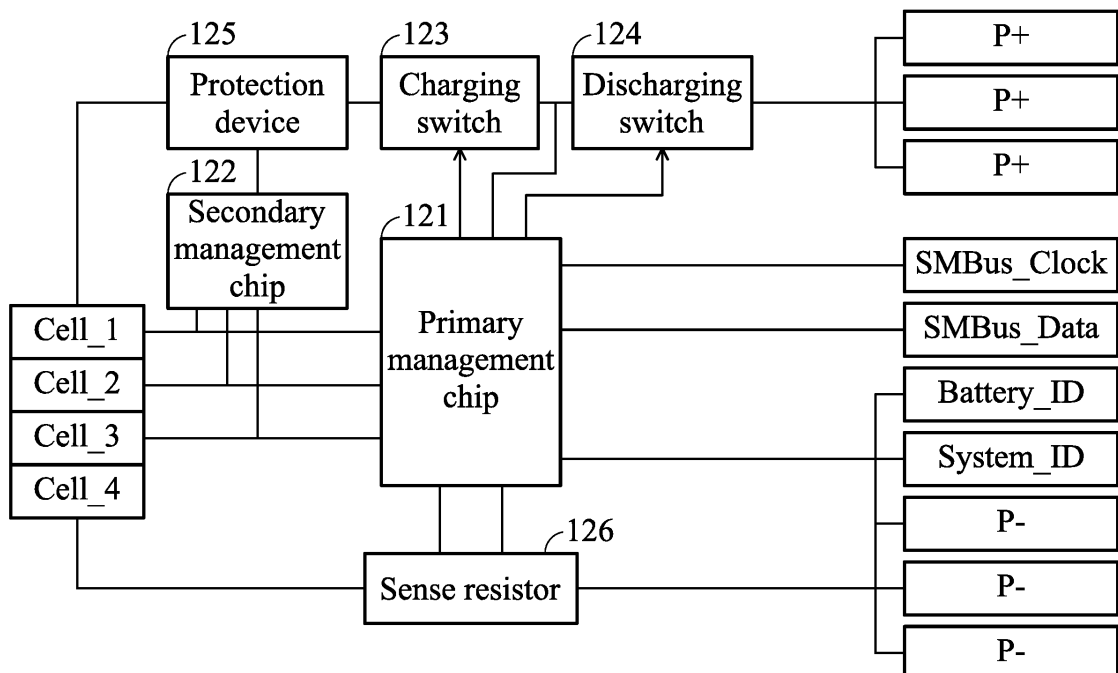 125
Protection
device
123
Charging
switch
124
Discharging
switch
P+
P+
P+
122
Secondary
management
chip
121
Primary
management
chip
SMBus_Clock
SMBus_Data
Battery_ID
System_ID
P-
P-
P-
Cell_1
Cell_2
Cell_3
Cell_4
126
Sense resistor